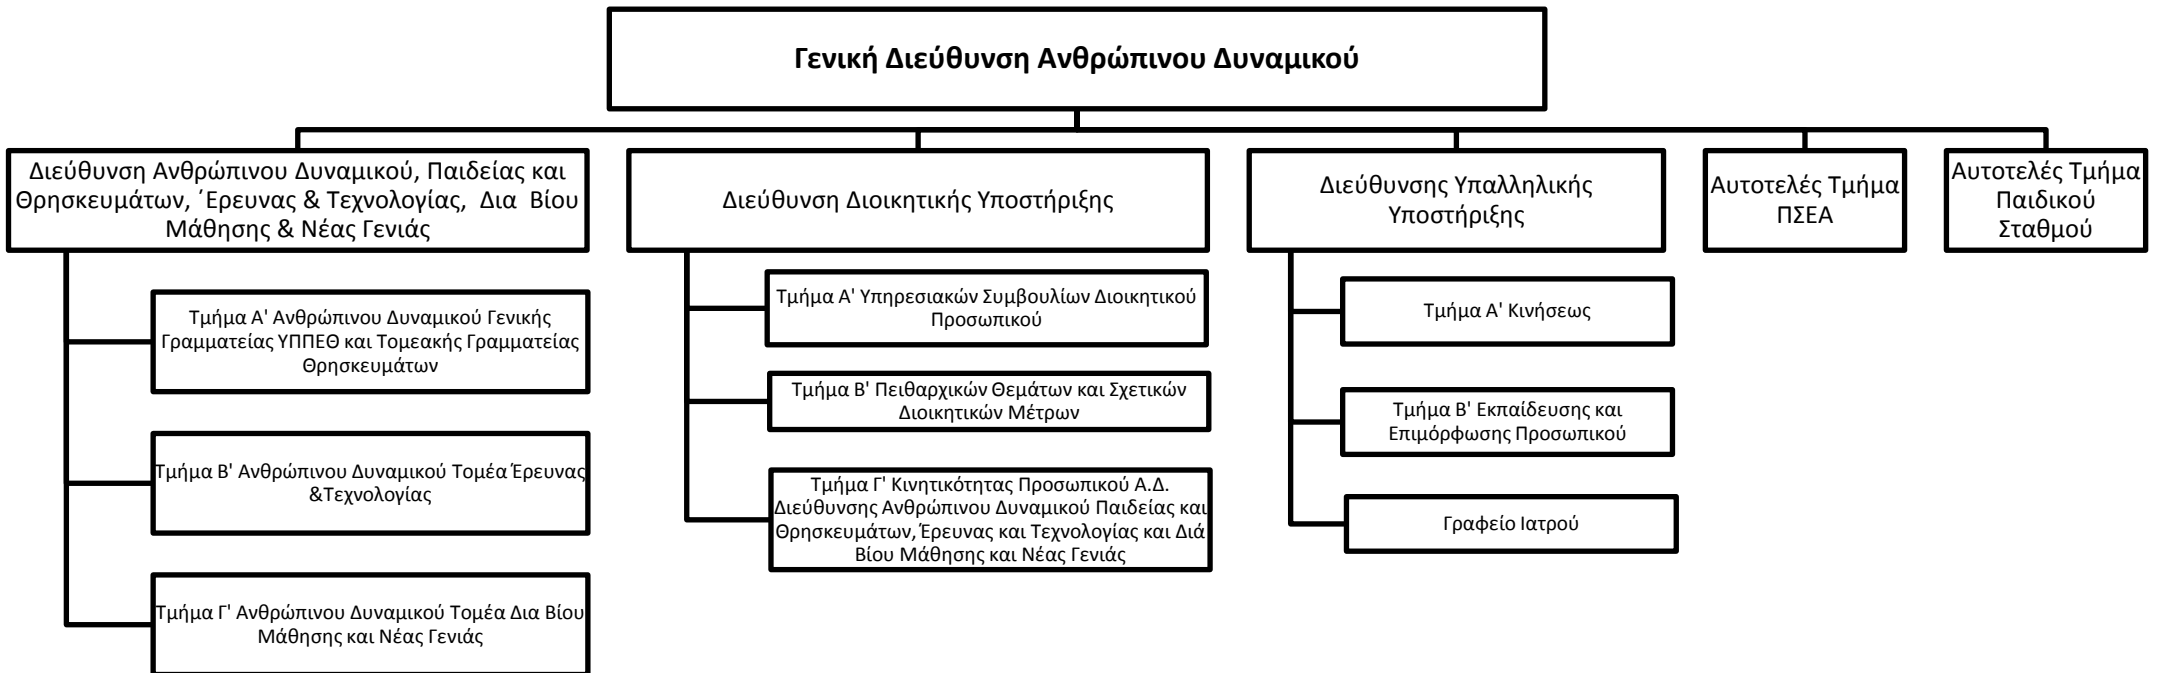 Γενική Διεύθυνση Ανθρώπινου Δυναμικού
Διεύθυνση Ανθρώπινου Δυναμικού, Παιδείας και
Θρησκευμάτων, ΄Ερευνας & Τεχνολογίας, Δια Βίου
Μάθησης & Νέας Γενιάς
Τμήμα Α' Ανθρώπινου Δυναμικού Γενικής
Γραμματείας ΥΠΠΕΘ και Τομεακής Γραμματείας
Θρησκευμάτων
Τμήμα Β' Ανθρώπινου Δυναμικού Τομέα Έρευνας
&Τεχνολογίας
Τμήμα Γ' Ανθρώπινου Δυναμικού Τομέα Δια Βίου
Μάθησης και Νέας Γενιάς
Διεύθυνση Διοικητικής Υποστήριξης
Τμήμα Α' Υπηρεσιακών Συμβουλίων Διοικητικού
Προσωπικού
Τμήμα Β' Πειθαρχικών Θεμάτων και Σχετικών
Διοικητικών Μέτρων
Τμήμα Γ' Κινητικότητας Προσωπικού Α.Δ.
Διεύθυνσης Ανθρώπινου Δυναμικού Παιδείας και
Θρησκευμάτων, Έρευνας και Τεχνολογίας και Διά
Βίου Μάθησης και Νέας Γενιάς
Διεύθυνσης Υπαλληλικής
Υποστήριξης
Τμήμα Α' Κινήσεως
Τμήμα Β' Εκπαίδευσης και
Επιμόρφωσης Προσωπικού
Γραφείο Ιατρού
Αυτοτελές Τμήμα
ΠΣΕΑ
Αυτοτελές Τμήμα
Παιδικού
Σταθμού